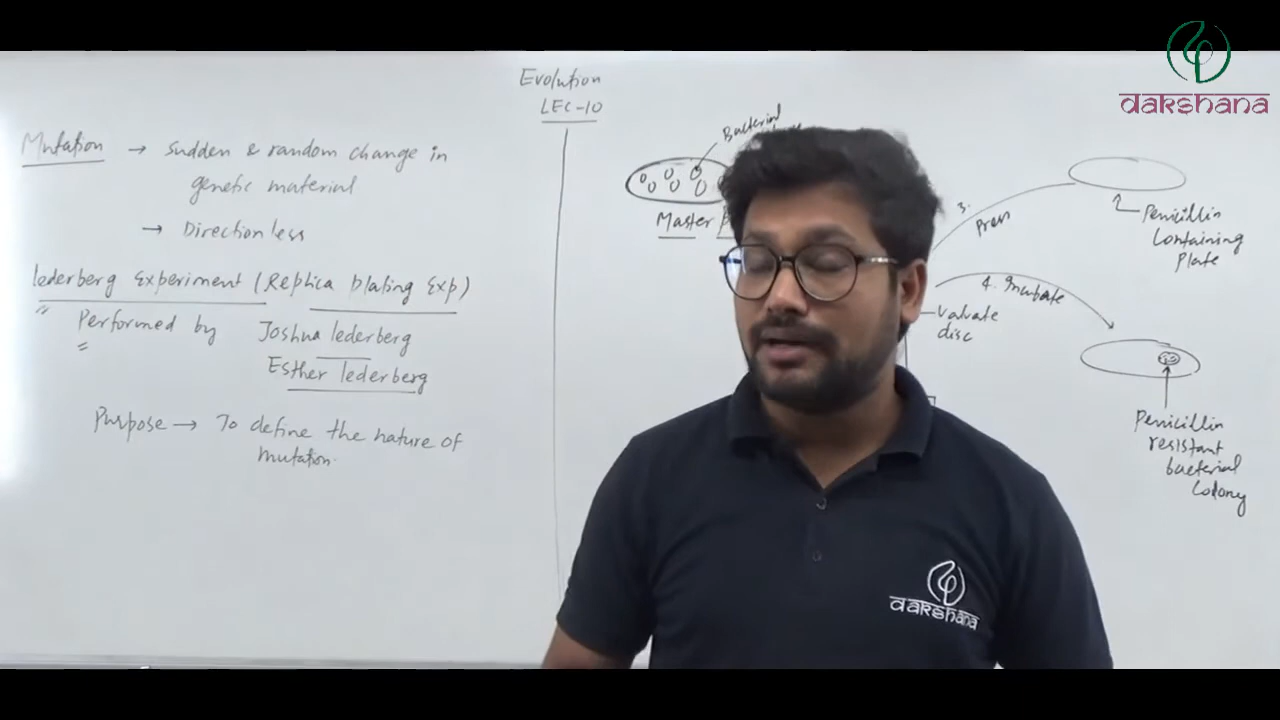 dakshana
Evolution
LEC-10
Mutation → Sudden & random change in
genetic material
→ Directionless
lederberg Experiment (Replica plating Exp)
Performed by Joshua lederberg
Esther lederberg
Purpose → To define the nature of
mutation.
Bacterial
Master
3.
Press
Penicillin
Containing
Plate
4. Incubate
Valvate
disc
Penicillin
resistant
bacterial
Colony
dakshana